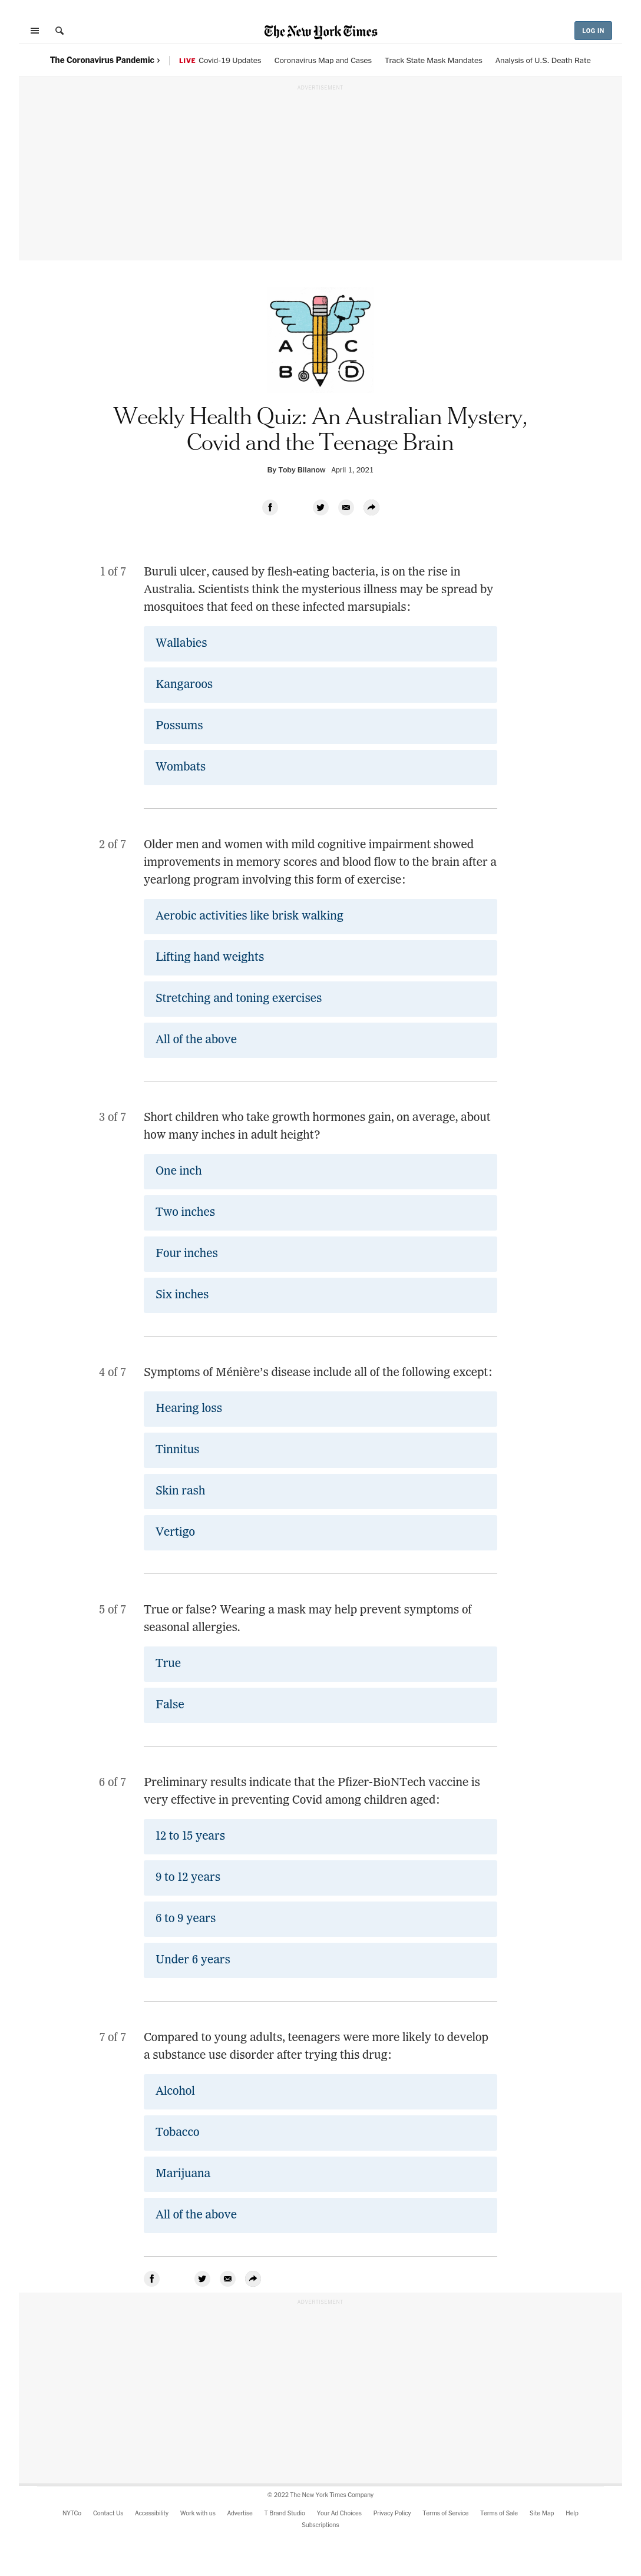 The New York Times
LOG IN
The Coronavirus Pandemic ›
LIVE Covid-19 Updates
Coronavirus Map and Cases
Track State Mask Mandates
Analysis of U.S. Death Rate
ADVERTISEMENT
A C
B D
Weekly Health Quiz: An Australian Mystery,
Covid and the Teenage Brain
By Toby Bilanow April 1, 2021
1 of 7
Buruli ulcer, caused by flesh-eating bacteria, is on the rise in
Australia. Scientists think the mysterious illness may be spread by
mosquitoes that feed on these infected marsupials:
Wallabies
Kangaroos
Possums
Wombats
2 of 7
Older men and women with mild cognitive impairment showed
improvements in memory scores and blood flow to the brain after a
yearlong program involving this form of exercise:
Aerobic activities like brisk walking
Lifting hand weights
Stretching and toning exercises
All of the above
3 of 7
Short children who take growth hormones gain, on average, about
how many inches in adult height?
One inch
Two inches
Four inches
Six inches
4 of 7
Symptoms of Ménière’s disease include all of the following except:
Hearing loss
Tinnitus
Skin rash
Vertigo
5 of 7
True or false? Wearing a mask may help prevent symptoms of
seasonal allergies.
True
False
6 of 7
Preliminary results indicate that the Pfizer-BioNTech vaccine is
very effective in preventing Covid among children aged:
12 to 15 years
9 to 12 years
6 to 9 years
Under 6 years
7 of 7
Compared to young adults, teenagers were more likely to develop
a substance use disorder after trying this drug:
Alcohol
Tobacco
Marijuana
All of the above
ADVERTISEMENT
© 2022 The New York Times Company
NYTCo Contact Us Accessibility Work with us Advertise T Brand Studio Your Ad Choices Privacy Policy Terms of Service Terms of Sale Site Map Help
Subscriptions